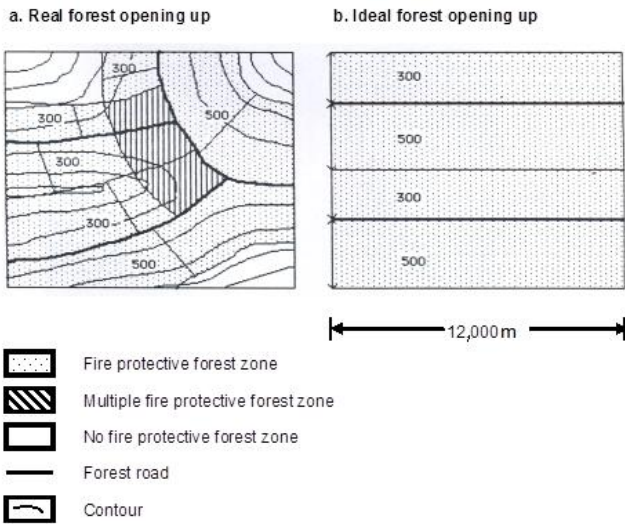 a. Real forest opening up
b. Ideal forest opening up
300
500
300
300
300
500
300
500
300
500
12,000m
Fire protective forest zone
Multiple fire protective forest zone
No fire protective forest zone
Forest road
Contour